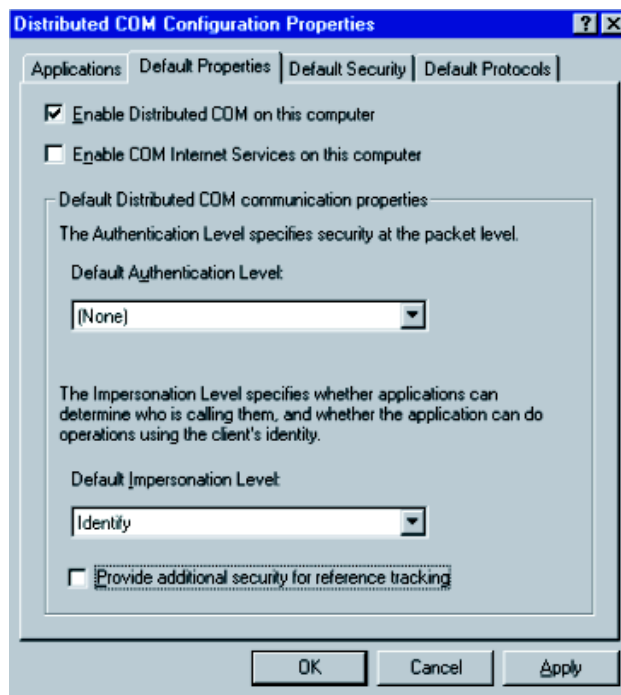 Distributed COM Configuration Properties
Applications
Default Properties
Default Security
Default Protocols
Enable Distributed COM on this computer
Enable COM Internet Services on this computer
Default Distributed COM communication properties
The Authentication Level specifies security at the packet level.
Default Authentication Level:
(None)
The Impersonation Level specifies whether applications can
determine who is calling them, and whether the application can do
operations using the client's identity.
Default Impersonation Level:
Identify
Provide additional security for reference tracking
OK
Cancel
Apply